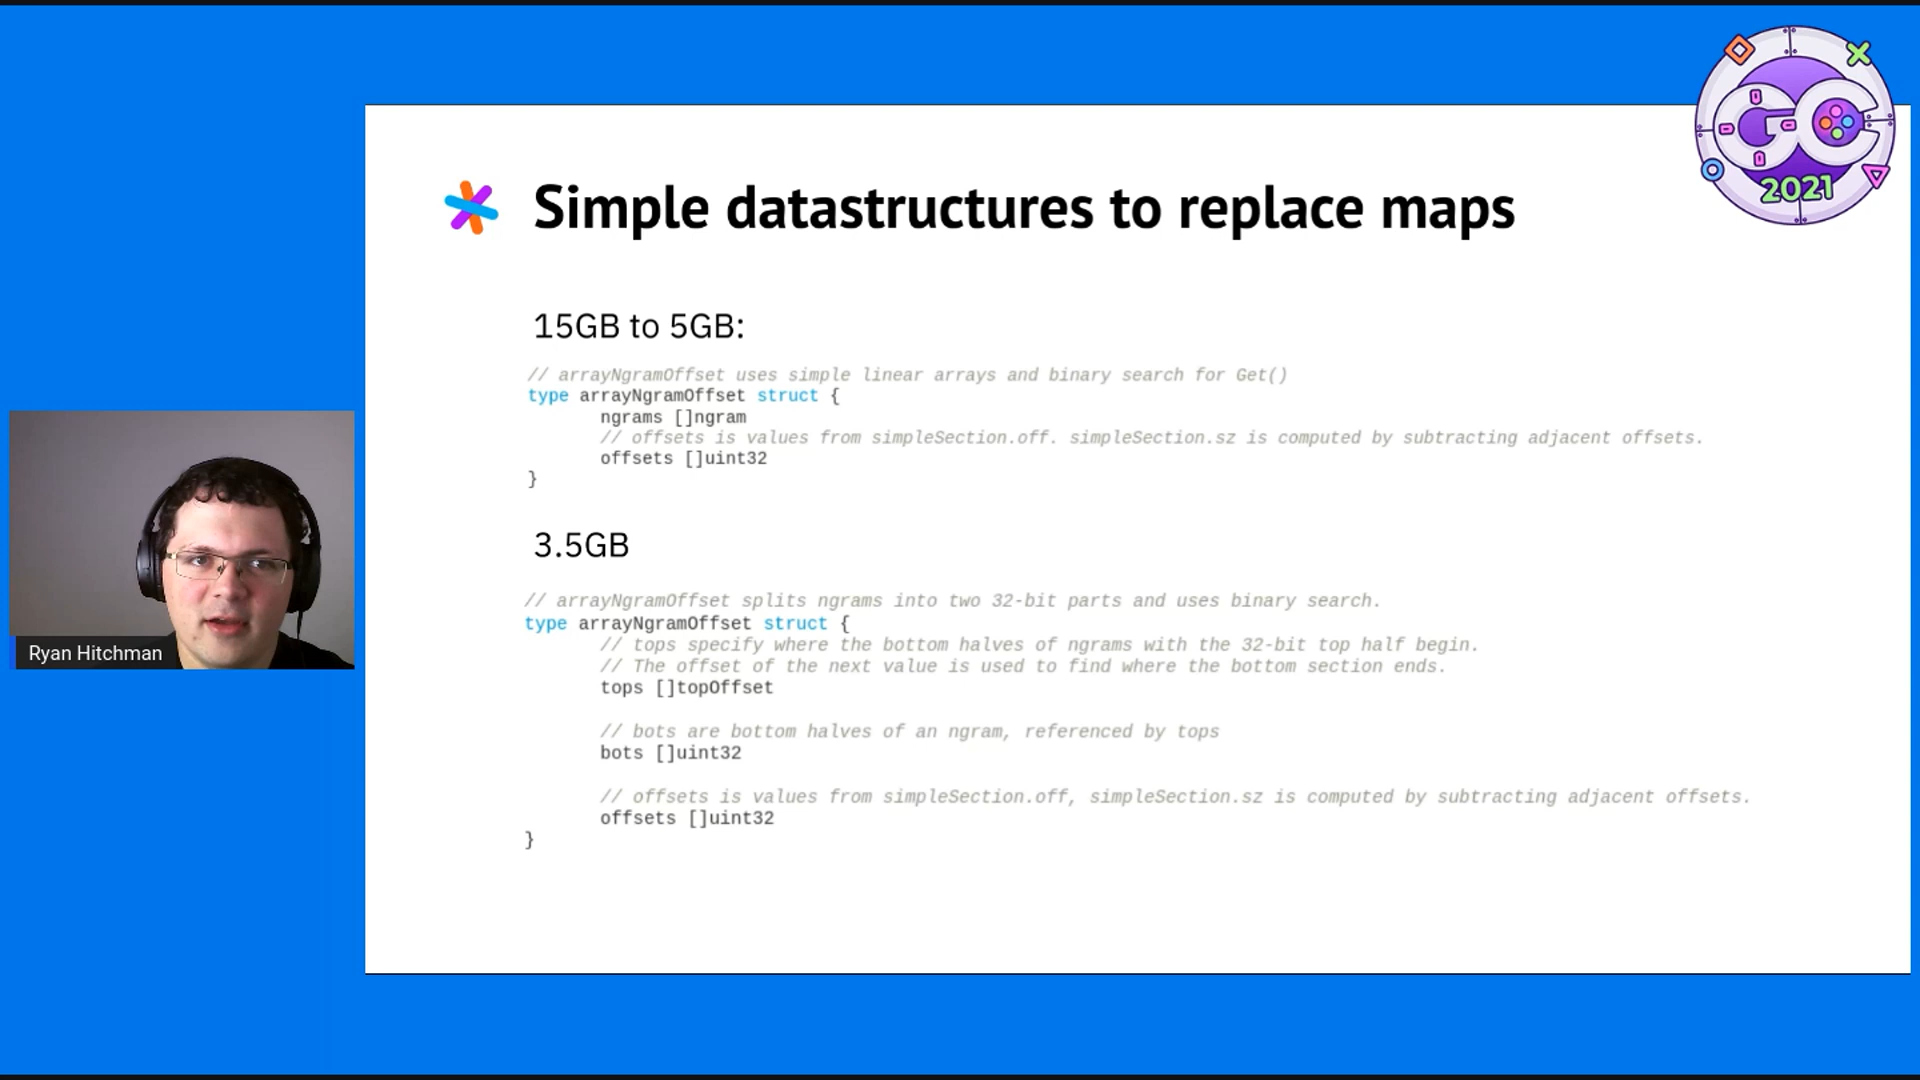 GC
2021
Simple datastructures to replace maps
15GB to 5GB:
// arrayNgramOffset uses simple linear arrays and binary search for Get()
type arrayNgramOffset struct {
ngrams []ngram
// offsets is values from simpleSection.off. simpleSection.sz is computed by subtracting adjacent offsets.
offsets []uint32
}
3.5GB
// arrayNgramOffset splits ngrams into two 32-bit parts and uses binary search.
type arrayNgramOffset struct {
// tops specify where the bottom halves of ngrams with the 32-bit top half begin.
// The offset of the next value is used to find where the bottom section ends.
tops []topOffset
// bots are bottom halves of an ngram, referenced by tops
bots []uint32
// offsets is values from simpleSection.off, simpleSection.sz is computed by subtracting adjacent offsets.
offsets []uint32
}
Ryan Hitchman